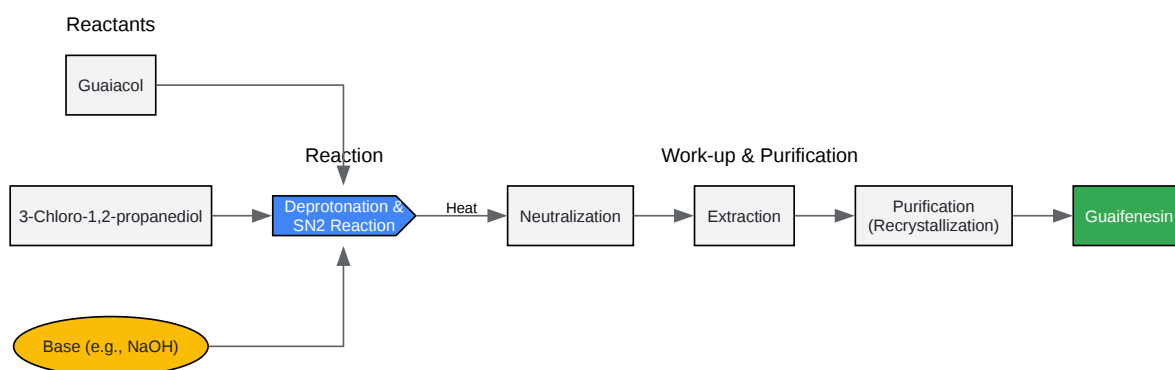 Reactants
Guaiacol
Reaction
Work-up & Purification
3-Chloro-1,2-propanediol
Deprotonation &
SN2 Reaction
Heat
Neutralization
Extraction
Purification
(Recrystallization)
Guaifenesin
Base (e.g., NaOH)